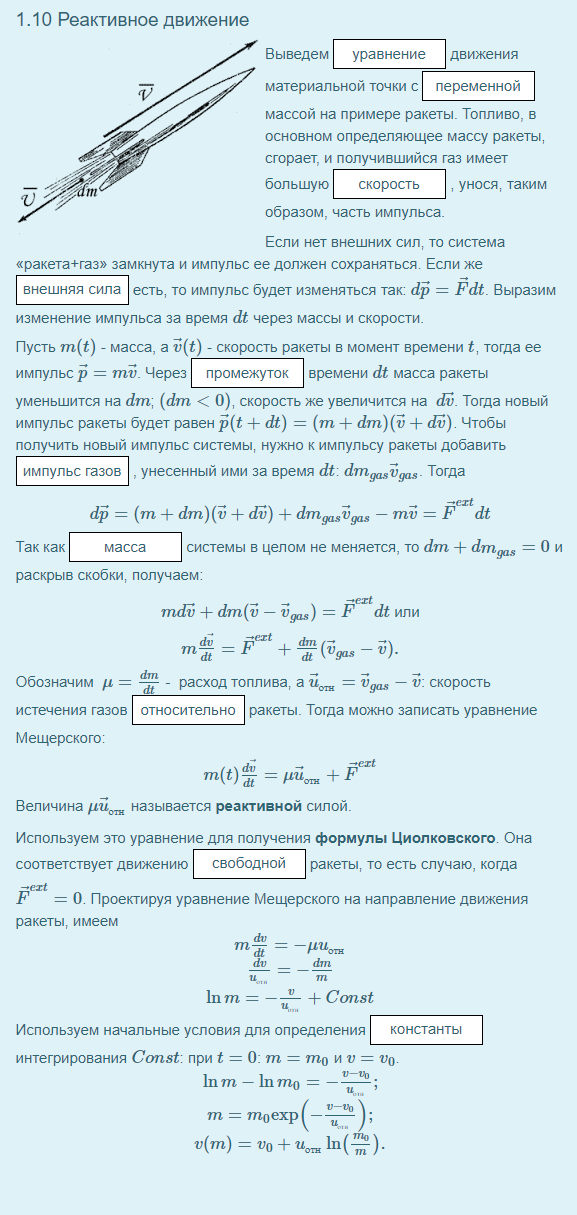 1.10 Реактивное движение
V̅
V̅
dm
Выведем уравнение движения
материальной точки с переменной
массой на примере ракеты. Топливо, в
основном определяющее массу ракеты,
сгорает, и получившийся газ имеет
большую скорость , унося, таким
образом, часть импульса.
Если нет внешних сил, то система
«ракета+газ» замкнута и импульс ее должен сохраняться. Если же
внешняя сила есть, то импульс будет изменяться так: $d\vec{p} = \vec{F}dt$. Выразим
изменение импульса за время $dt$ через массы и скорости.
Пусть $m(t)$ - масса, а $\vec{v}(t)$ - скорость ракеты в момент времени $t$, тогда ее
импульс $\vec{p} = m\vec{v}$. Через промежуток времени $dt$ масса ракеты
уменьшится на $dm$; $(dm < 0)$, скорость же увеличится на $d\vec{v}$. Тогда новый
импульс ракеты будет равен $\vec{p}(t + dt) = (m + dm)(\vec{v} + d\vec{v})$. Чтобы
получить новый импульс системы, нужно к импульсу ракеты добавить
импульс газов , унесенный ими за время $dt$: $dm_{gas}\vec{v}_{gas}$. Тогда
$d\vec{p} = (m + dm)(\vec{v} + d\vec{v}) + dm_{gas}\vec{v}_{gas} - m\vec{v} = \vec{F}^{ext}dt$
Так как масса системы в целом не меняется, то $dm + dm_{gas} = 0$ и
раскрыв скобки, получаем:
$md\vec{v} + dm(\vec{v} - \vec{v}_{gas}) = \vec{F}^{ext}dt$ или
$m\frac{d\vec{v}}{dt} = \vec{F}^{ext} + \frac{dm}{dt}(\vec{v}_{gas} - \vec{v})$.
Обозначим $\mu = \frac{dm}{dt}$ - расход топлива, а $\vec{u}_{отн} = \vec{v}_{gas} - \vec{v}$: скорость
истечения газов относительно ракеты. Тогда можно записать уравнение
Мещерского:
$m(t)\frac{d\vec{v}}{dt} = \mu\vec{u}_{отн} + \vec{F}^{ext}$
Величина $\mu\vec{u}_{отн}$ называется реактивной силой.
Используем это уравнение для получения формулы Циолковского. Она
соответствует движению свободной ракеты, то есть случаю, когда
$\vec{F}^{ext} = 0$. Проектируя уравнение Мещерского на направление движения
ракеты, имеем
$m\frac{dv}{dt} = -\mu u_{отн}$
$\frac{dv}{u_{отн}} = -\frac{dm}{m}$
$\ln m = -\frac{v}{u_{отн}} + Const$
Используем начальные условия для определения константы
интегрирования $Const$: при $t = 0$: $m = m_0$ и $v = v_0$.
$\ln m - \ln m_0 = -\frac{v-v_0}{u_{отн}}$;
$m = m_0\exp\left(-\frac{v-v_0}{u_{отн}}\right)$;
$v(m) = v_0 + u_{отн}\ln\left(\frac{m_0}{m}\right)$.